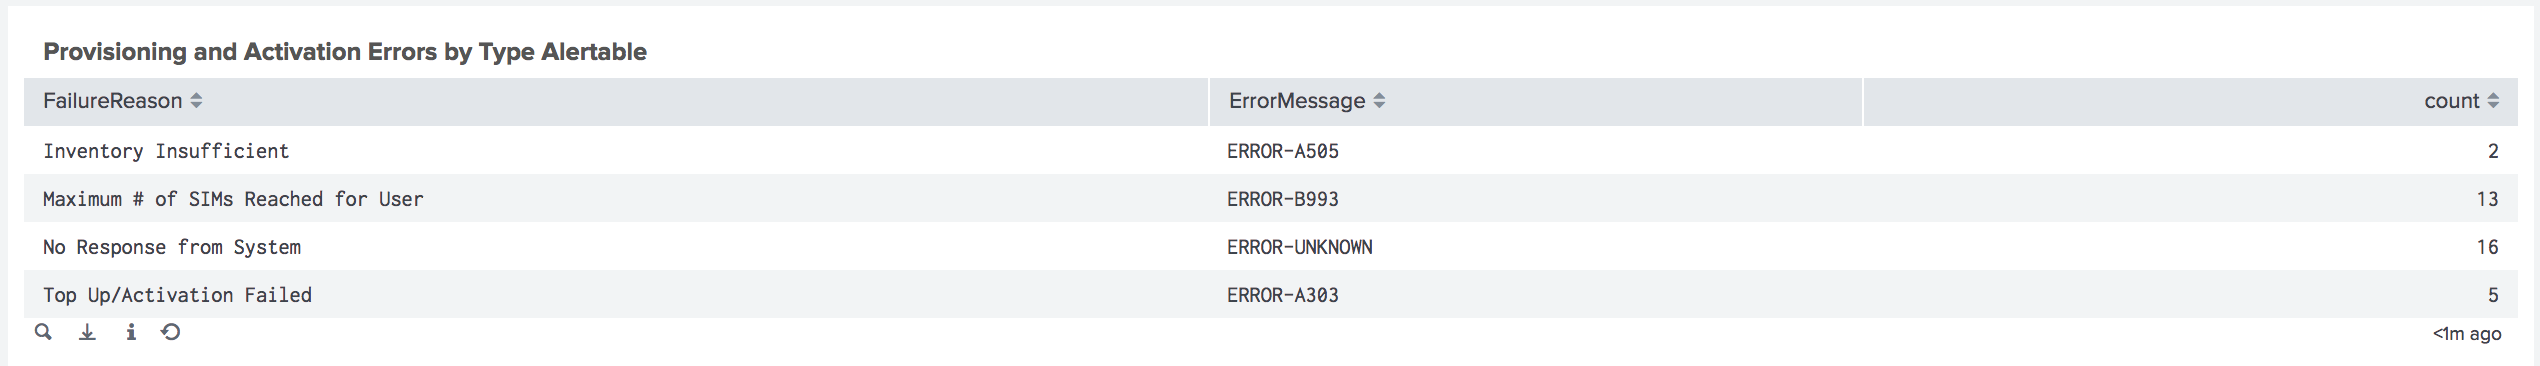 Provisioning and Activation Errors by Type Alertable
FailureReason ErrorMessage count
Inventory Insufficient ERROR-A505 2
Maximum # of SIMs Reached for User ERROR-B993 13
No Response from System ERROR-UNKNOWN 16
Top Up/Activation Failed ERROR-A303 5
<1m ago